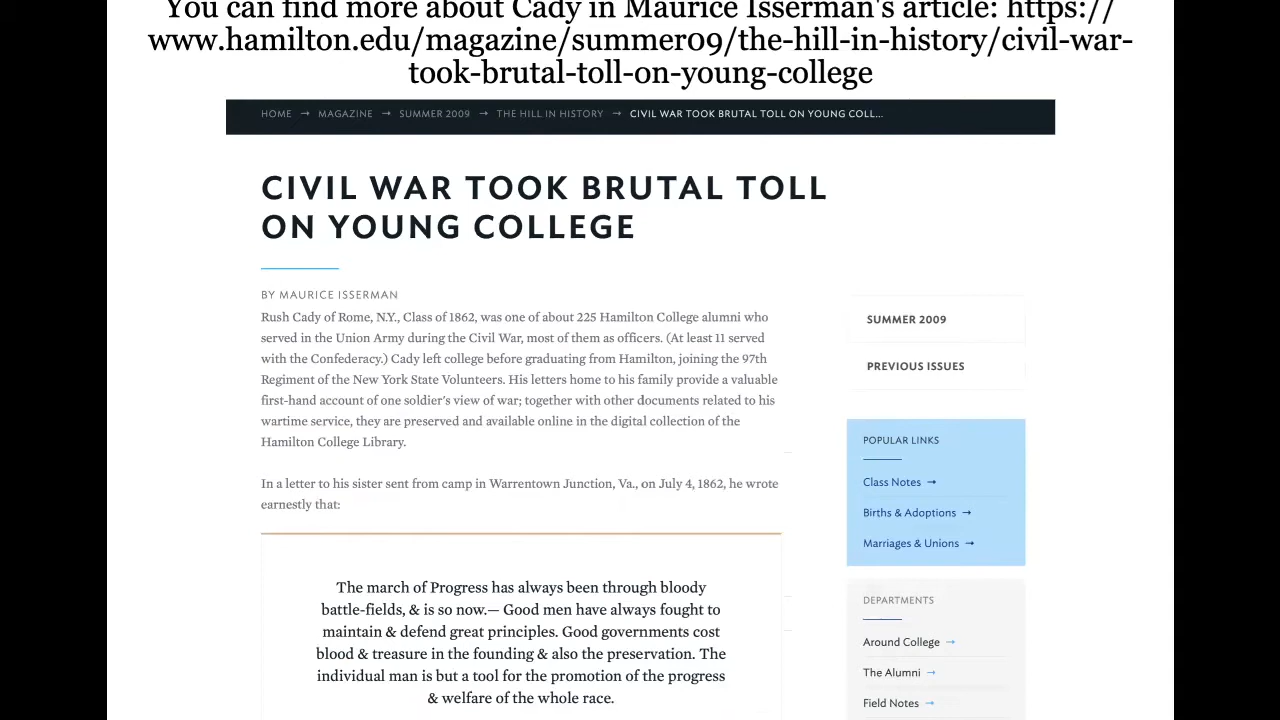 You can find more about Cady in Maurice Isserman's article: https://
www.hamilton.edu/magazine/summer09/the-hill-in-history/civil-war-
took-brutal-toll-on-young-college
HOME → MAGAZINE → SUMMER 2009 → THE HILL IN HISTORY → CIVIL WAR TOOK BRUTAL TOLL ON YOUNG COLL...
CIVIL WAR TOOK BRUTAL TOLL
ON YOUNG COLLEGE
BY MAURICE ISSERMAN
Rush Cady of Rome, N.Y., Class of 1862, was one of about 225 Hamilton College alumni who
served in the Union Army during the Civil War, most of them as officers. (At least 11 served
with the Confederacy.) Cady left college before graduating from Hamilton, joining the 97th
Regiment of the New York State Volunteers. His letters home to his family provide a valuable
first-hand account of one soldier's view of war; together with other documents related to his
wartime service, they are preserved and available online in the digital collection of the
Hamilton College Library.
In a letter to his sister sent from camp in Warrentown Junction, Va., on July 4, 1862, he wrote
earnestly that:
The march of Progress has always been through bloody
battle-fields, & is so now.— Good men have always fought to
maintain & defend great principles. Good governments cost
blood & treasure in the founding & also the preservation. The
individual man is but a tool for the promotion of the progress
& welfare of the whole race.
SUMMER 2009
PREVIOUS ISSUES
POPULAR LINKS
Class Notes →
Births & Adoptions →
Marriages & Unions →
DEPARTMENTS
Around College →
The Alumni →
Field Notes →